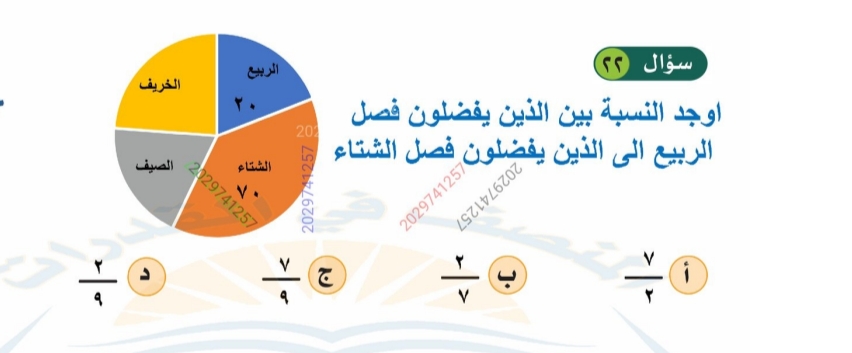 سؤال ٢٢
اوجد النسبة بين الذين يفضلون فصل
الربيع الى الذين يفضلون فصل الشتاء
الربيع
٢٠
الشتاء
٧٠
الصيف
الخريف
أ ٧/٢
ب ٢/٧
ج ٧/٩
د ٢/٩
2029741257
2029741257
2029741257
2029741257
202